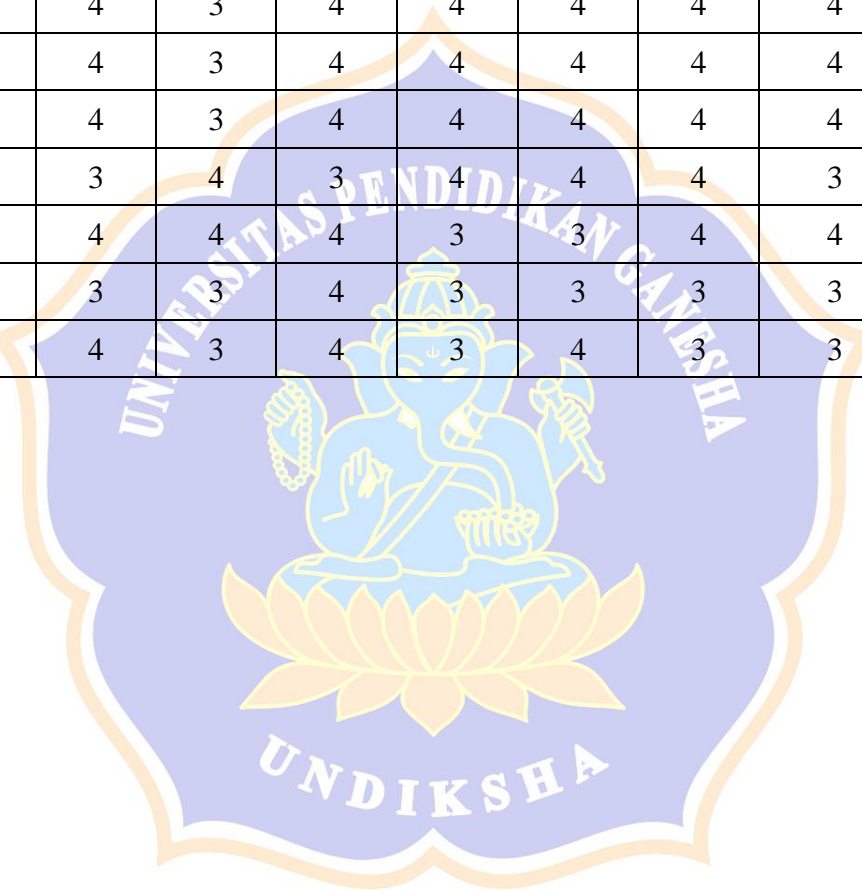 4 3 4 4 4 4 4
4 3 4 4 4 4 4
4 3 4 4 4 4 4
3 4 3 4 4 4 3
4 4 4 3 3 4 4
3 3 4 3 3 3 3
4 3 4 3 4 3 3
UNIVERSITAS PENDIDIKAN GANESHA
UNDIKSHA